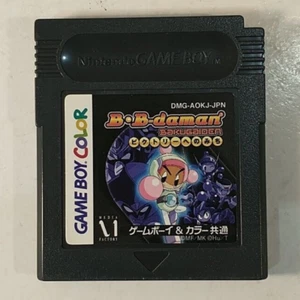 Nintendo GAME BOY
DMG-AOKJ-JPN
B・B-daman
BAKUGAIDEN
ビクトリーへのみち
GAME BOY COLOR
MEDIA
FACTORY
ゲームボーイ & カラー共通